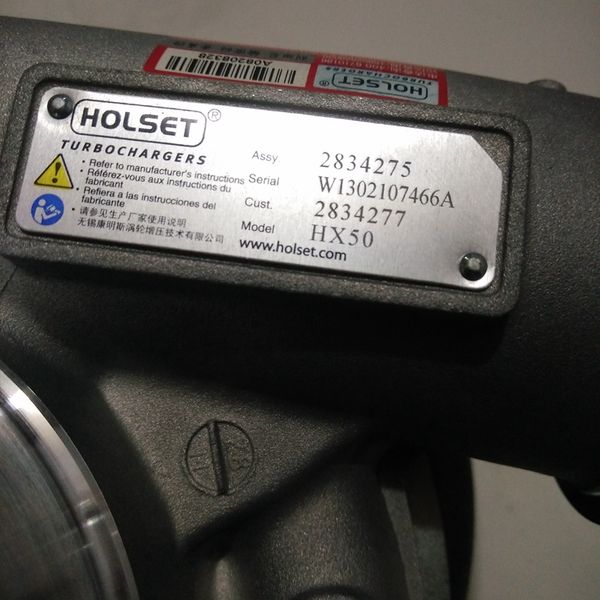 A082083S28
HOLSET
TURBOCHARGERS
HOLSET®
TURBOCHARGERS
• Refer to manufacturer's instructions
• Référez-vous aux instructions du
fabricant
• Refiera a las instrucciones del
fabricante
• 请参见生产厂家使用说明
无锡康明斯涡轮增压技术有限公司
Assy 2834275
Serial W1302107466A
Cust. 2834277
Model HX50
www.holset.com